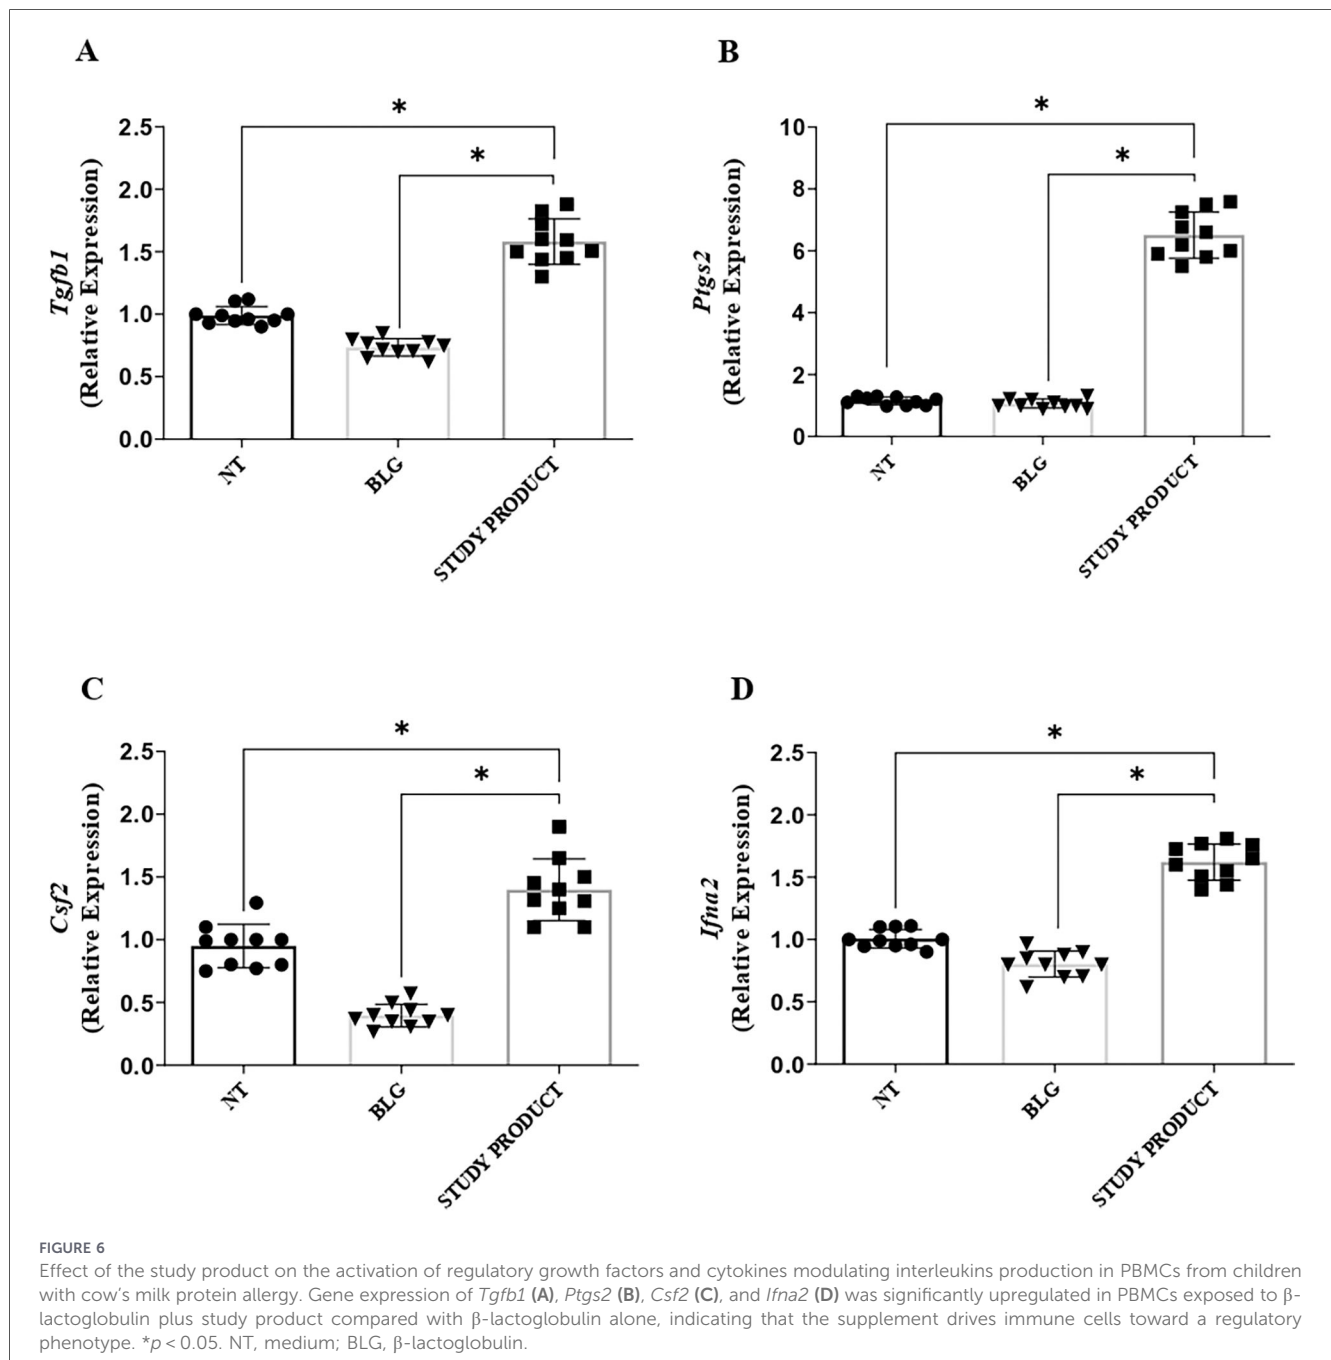 A
*
*
2.5
2.0
1.5
1.0
0.5
0.0
Tgfb1
(Relative Expression)
NT
BLG
STUDY PRODUCT
B
*
*
10
8
6
4
2
0
Ptgs2
(Relative Expression)
NT
BLG
STUDY PRODUCT
C
*
*
2.5
2.0
1.5
1.0
0.5
0.0
Csf2
(Relative Expression)
NT
BLG
STUDY PRODUCT
D
*
*
2.5
2.0
1.5
1.0
0.5
0.0
Ifna2
(Relative Expression)
NT
BLG
STUDY PRODUCT
FIGURE 6
Effect of the study product on the activation of regulatory growth factors and cytokines modulating interleukins production in PBMCs from children
with cow's milk protein allergy. Gene expression of Tgfb1 (A), Ptgs2 (B), Csf2 (C), and Ifna2 (D) was significantly upregulated in PBMCs exposed to β-
lactoglobulin plus study product compared with β-lactoglobulin alone, indicating that the supplement drives immune cells toward a regulatory
phenotype. *p < 0.05. NT, medium; BLG, β-lactoglobulin.